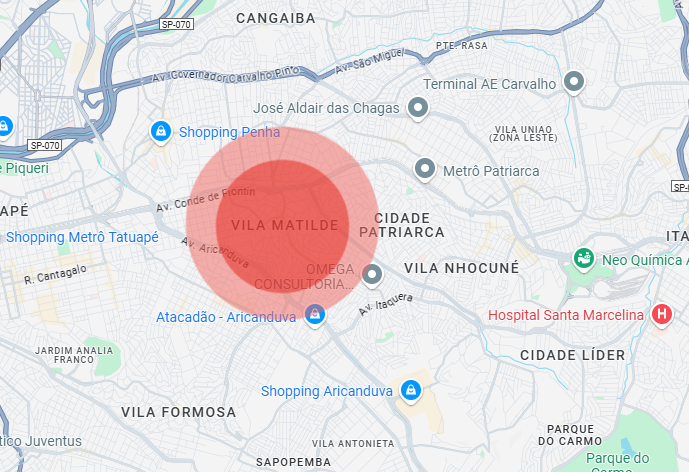 CANGAIBA
SP-070
PTE. RASA
Av. São Miguel
Av. Governador Carvalho Pinto
Terminal AE Carvalho
José Aldair das Chagas
SP-070
Shopping Penha
VILA UNIAO
(ZONA LESTE)
e Piqueri
Metrô Patriarca
SP-
Av. Conde de Frontin
APÉ
VILA MATILDE
CIDADE
PATRIARCA
ITA
Shopping Metrô Tatuapé
Av. Aricanduva
R. Cantagalo
OMEGA
CONSULTORIA...
VILA NHOCUNÉ
Neo Química A
Av. Itaquera
Atacadão - Aricanduva
Hospital Santa Marcelina
H
JARDIM ANALIA
FRANCO
CIDADE LÍDER
Shopping Aricanduva
VILA FORMOSA
PARQUE
DO CARMO
tico Juventus
VILA ANTONIETA
SAPOPEMBA
Parque do
Carmo